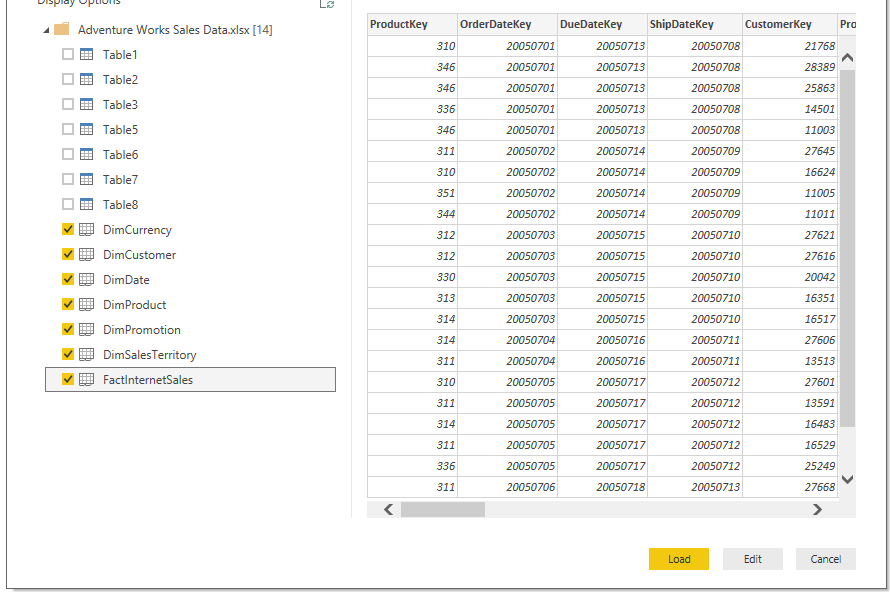 Display Options
Adventure Works Sales Data.xlsx [14]
Table1
Table2
Table3
Table5
Table6
Table7
Table8
DimCurrency
DimCustomer
DimDate
DimProduct
DimPromotion
DimSalesTerritory
FactInternetSales
ProductKey OrderDateKey DueDateKey ShipDateKey CustomerKey Pro
310 20050701 20050713 20050708 21768
346 20050701 20050713 20050708 28389
346 20050701 20050713 20050708 25863
336 20050701 20050713 20050708 14501
346 20050701 20050713 20050708 11003
311 20050702 20050714 20050709 27645
310 20050702 20050714 20050709 16624
351 20050702 20050714 20050709 11005
344 20050702 20050714 20050709 11011
312 20050703 20050715 20050710 27621
312 20050703 20050715 20050710 27616
330 20050703 20050715 20050710 20042
313 20050703 20050715 20050710 16351
314 20050703 20050715 20050710 16517
314 20050704 20050716 20050711 27606
311 20050704 20050716 20050711 13513
310 20050705 20050717 20050712 27601
311 20050705 20050717 20050712 13591
314 20050705 20050717 20050712 16483
311 20050705 20050717 20050712 16529
336 20050705 20050717 20050712 25249
311 20050706 20050718 20050713 27668
Load Edit Cancel